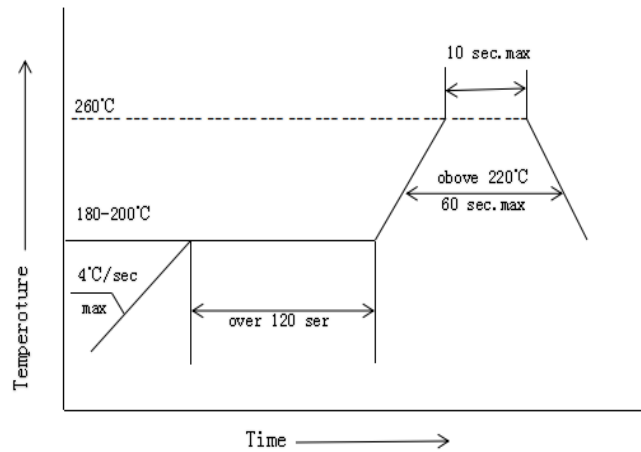 10 sec.max
260℃
obove 220℃
60 sec.max
180-200℃
4℃/sec
max
over 120 ser
Temperoture
Time